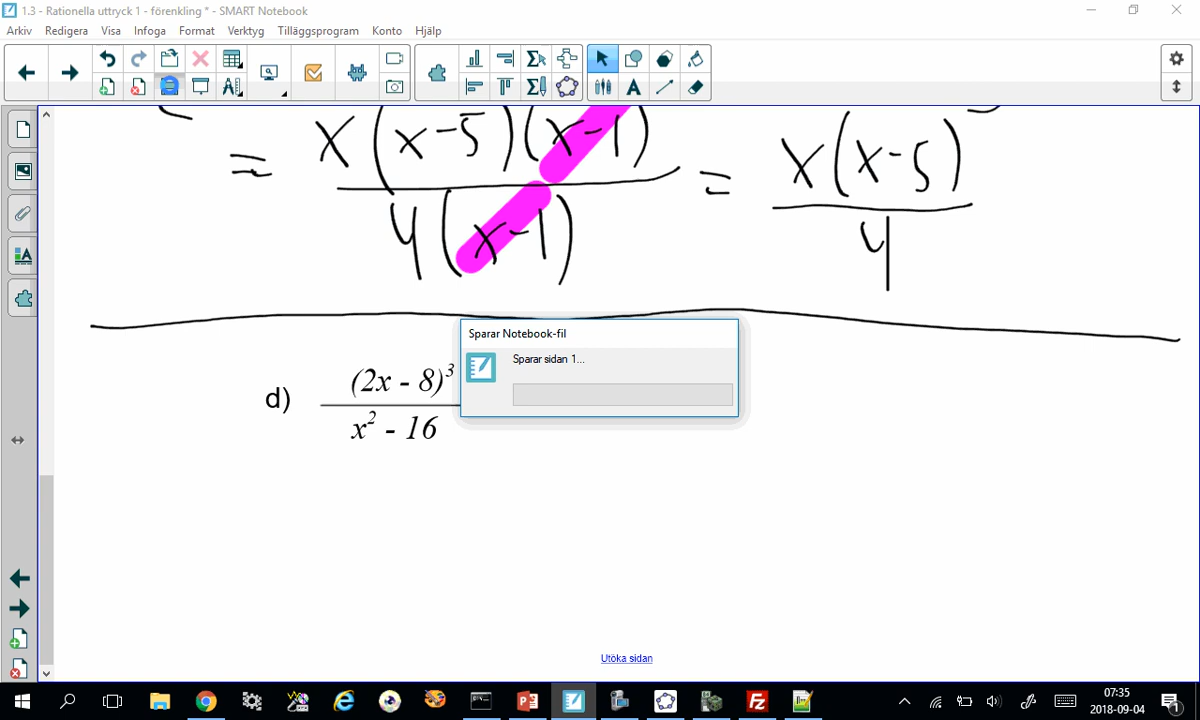 1.3 - Rationella uttryck 1 - förenkling * - SMART Notebook
Arkiv Redigera Visa Infoga Format Verktyg Tilläggsprogram Konto Hjälp
= x(x-5)(x-1) / 4(x-1) = x(x-5) / 4
Sparar Notebook-fil
Sparar sidan 1...
d) (2x - 8)³
x² - 16
Utöka sidan
07:35
2018-09-04